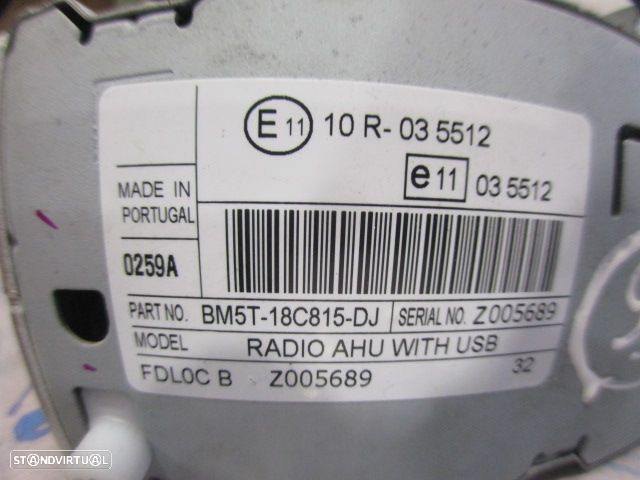 E 11 10 R- 03 5512
e 11 03 5512
MADE IN
PORTUGAL
0259A
PART NO. BM5T-18C815-DJ SERIAL NO. Z005689
MODEL RADIO AHU WITH USB
FDL0C B Z005689 32
STANDVIRTUAL